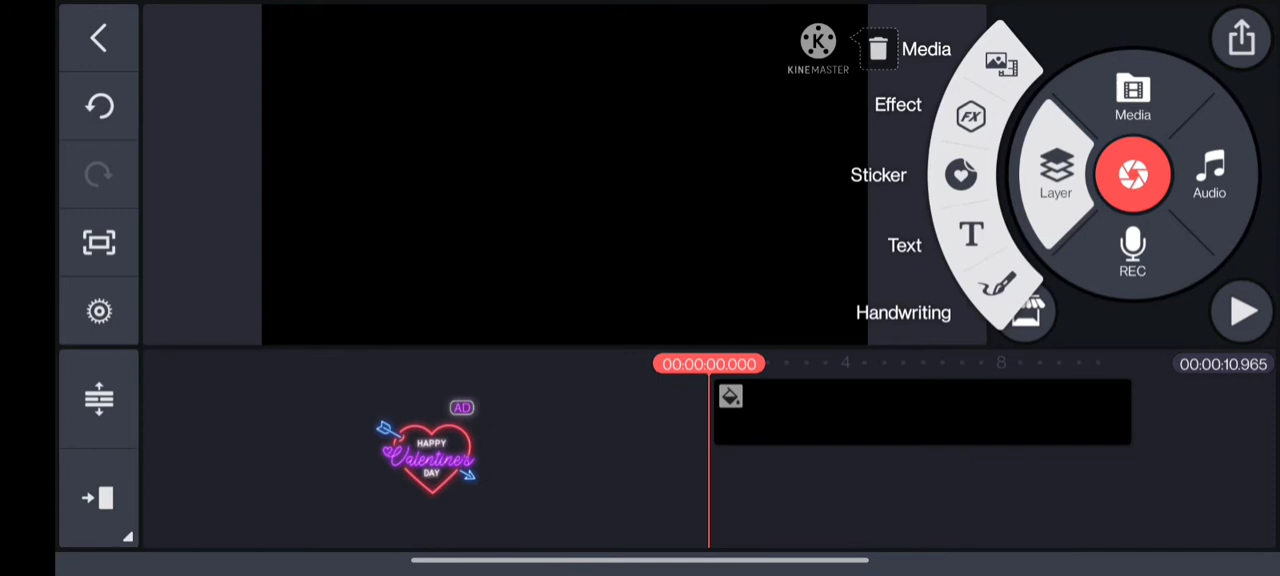 KINEMASTER
Media
Effect
Sticker
Text
Handwriting
FX
T
Media
Layer
Audio
REC
00:00:00.000
4
8
00:00:10.965
AD
HAPPY
Valentine's
DAY